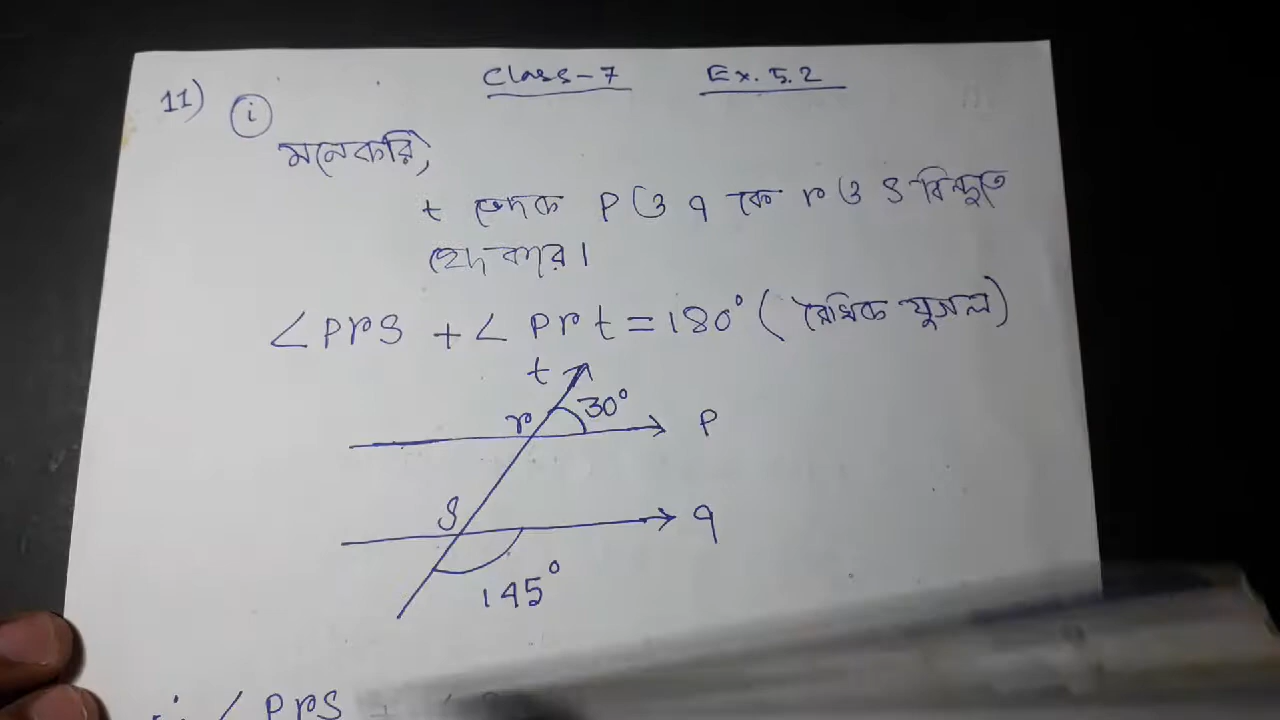 Class-7 Ex. 5.2
11) i
মনেকরি,
t ভেদক p ও q কে r ও s বিন্দুতে
ছেদ করে।
∠prs + ∠prt = 180° ( রৈখিক যুগল)
t
r 30° p
s q
145°
∴ ∠prs +